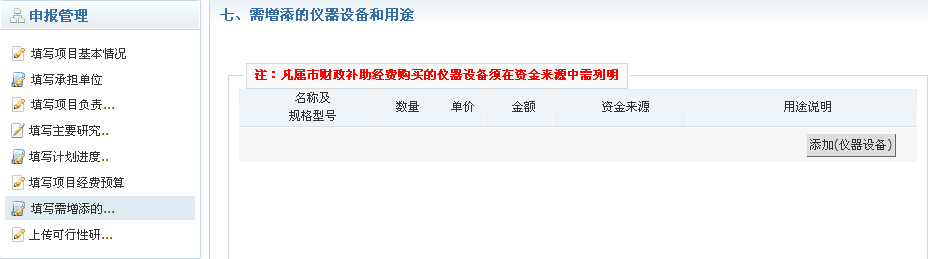 申报管理
填写项目基本情况
填写承担单位
填写项目负责...
填写主要研究..
填写计划进度..
填写项目经费预算
填写需增添的...
上传可行性研...
七、需增添的仪器设备和用途
注：凡属市财政补助经费购买的仪器设备须在资金来源中需列明
名称及
规格型号
数量
单价
金额
资金来源
用途说明
添加(仪器设备)